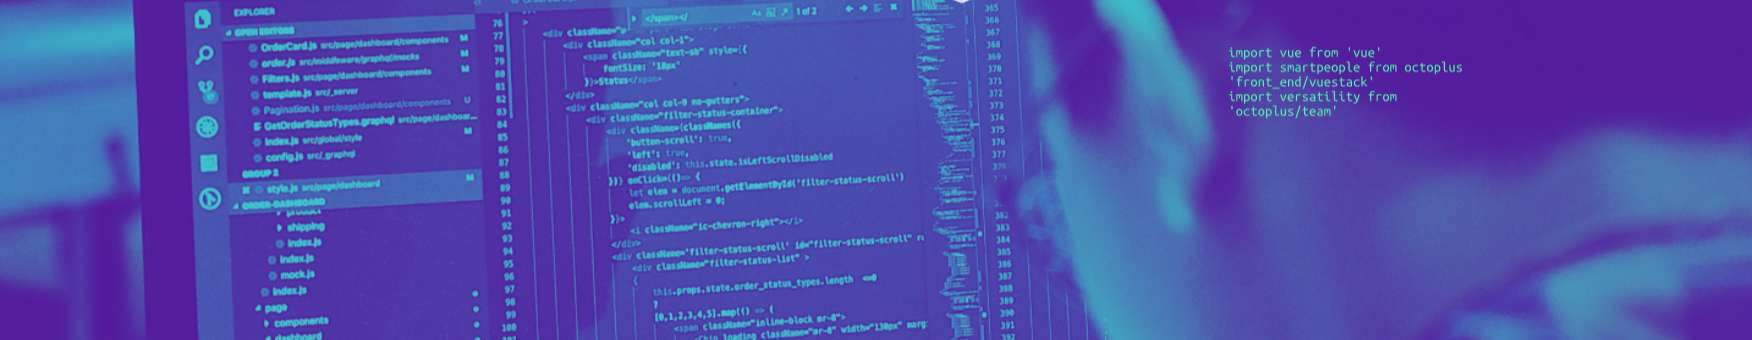 EXPLORER
OPEN EDITORS
OrderCard.js src/page/dashboard/components M
order.js src/middleware/graphql/mocks M
Filters.js src/page/dashboard/components M
template.js src/_server
Pagination.js src/page/dashboard/components U
GetOrderStatusTypes.graphql src/page/dashboar...
index.js src/global/style M
config.js src/_graphql
GROUP 2
style.js src/page/dashboard M
ORDER-DASHBOARD
product
shipping
index.js
index.js
mock.js
index.js
page
components
dashboard
</span></ 1 of 2
76 >
77 <div className=
78 <div className="col col-1">
79 <span className="text-sb" style={{
80 fontSize: '18px'
81 }}>Status</span>
82 </div>
83 <div className="col col-9 no-gutters">
84 <div className="filter-status-container">
85 <div className={classNames({
86 'button-scroll': true,
87 'left': true,
88 'disabled': this.state.isLeftScrollDisabled
89 })} onClick={()=> {
90 let elem = document.getElementById('filter-status-scroll')
91 elem.scrollLeft = 0;
92 }}>
93 <i className="ic-chevron-right"></i>
94 </div>
95 <div className='filter-status-scroll' id="filter-status-scroll"
96 <div className="filter-status-list" >
97 {
98 this.props.state.order_status_types.length <=0
99 ?
100 [0,1,2,3,4,5].map(() => {
<span className="inline-block mr-8">
<Chip loading className="mr-8" width="130px" marg
365
366
367
368
369
370
371
372
373
374
375
376
377
378
382
383
384
385
386
387
388
389
390
391
392
import vue from 'vue'
import smartpeople from octoplus
'front_end/vuestack'
import versatility from
'octoplus/team'